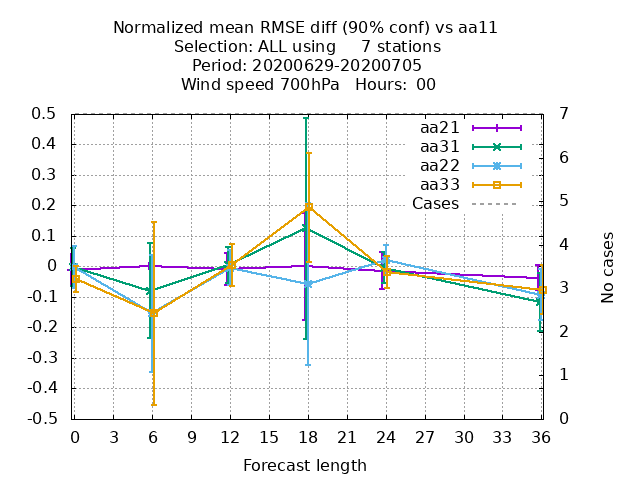 Normalized mean RMSE diff (90% conf) vs aa11
Selection: ALL using     7 stations
Period: 20200629-20200705
Wind speed 700hPa   Hours:  00
0.5
0.4
0.3
0.2
0.1
0
-0.1
-0.2
-0.3
-0.4
-0.5
aa21
aa31
aa22
aa33
Cases
7
6
5
4
3
2
1
0
No cases
0 3 6 9 12 15 18 21 24 27 30 33 36
Forecast length